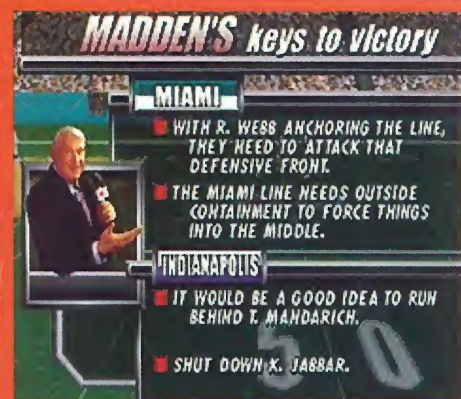 MADDEN'S keys to victory
MIAMI
WITH R. WEBB ANCHORING THE LINE,
THEY NEED TO ATTACK THAT
DEFENSIVE FRONT.
THE MIAMI LINE NEEDS OUTSIDE
CONTAINMENT TO FORCE THINGS
INTO THE MIDDLE.
INDIANAPOLIS
IT WOULD BE A GOOD IDEA TO RUN
BEHIND T. MANDARICH.
SHUT DOWN K. JABBAR.
5 0